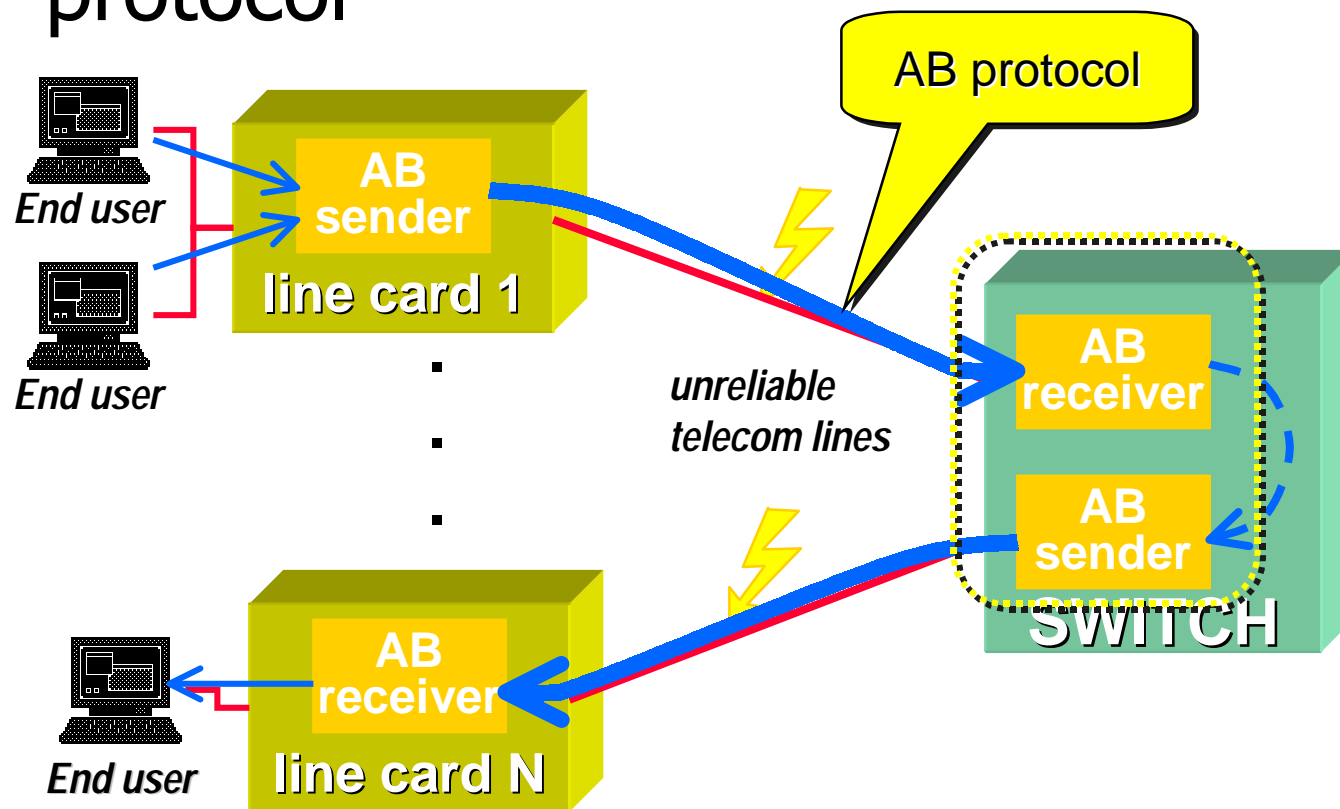 protocol
AB protocol
AB
sender
line card 1
End user
End user
unreliable
telecom lines
AB
receiver
AB
sender
SWITCH
AB
receiver
line card N
End user